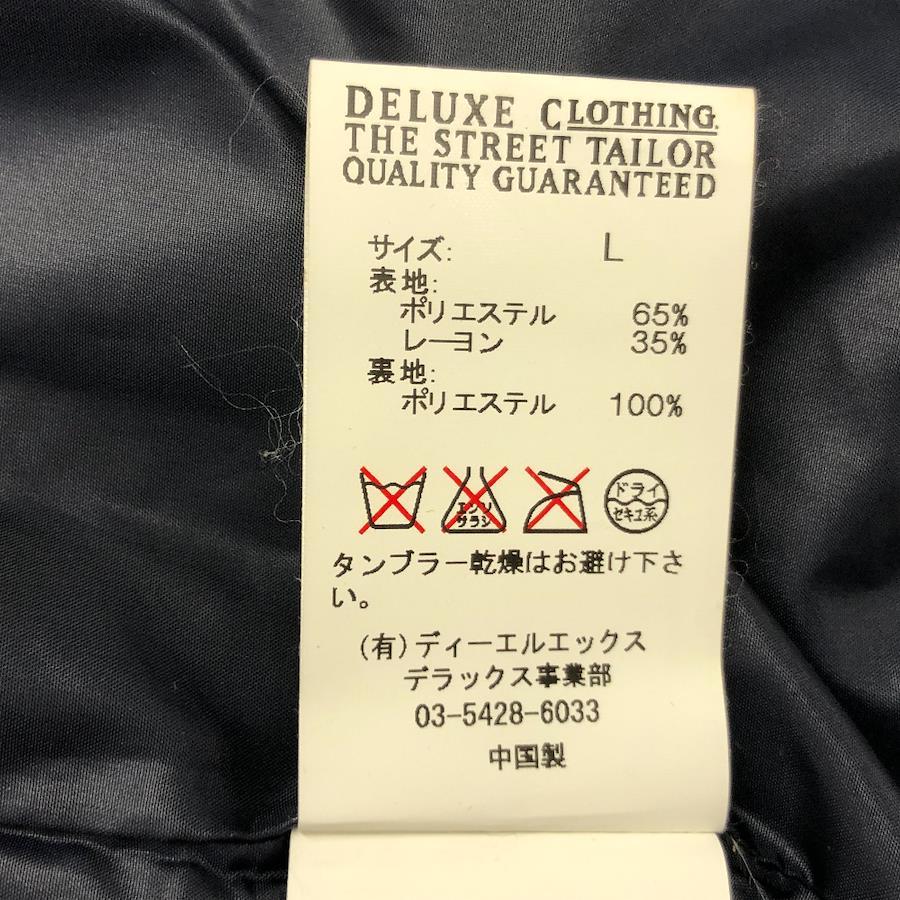 DELUXE CLOTHING.
THE STREET TAILOR
QUALITY GUARANTEED
サイズ: L
表地:
ポリエステル 65%
レーヨン 35%
裏地:
ポリエステル 100%
エンソ
サラシ
ドライ
セキユ系
タンブラー乾燥はお避け下さ
い。
(有)ディーエルエックス
デラックス事業部
03-5428-6033
中国製